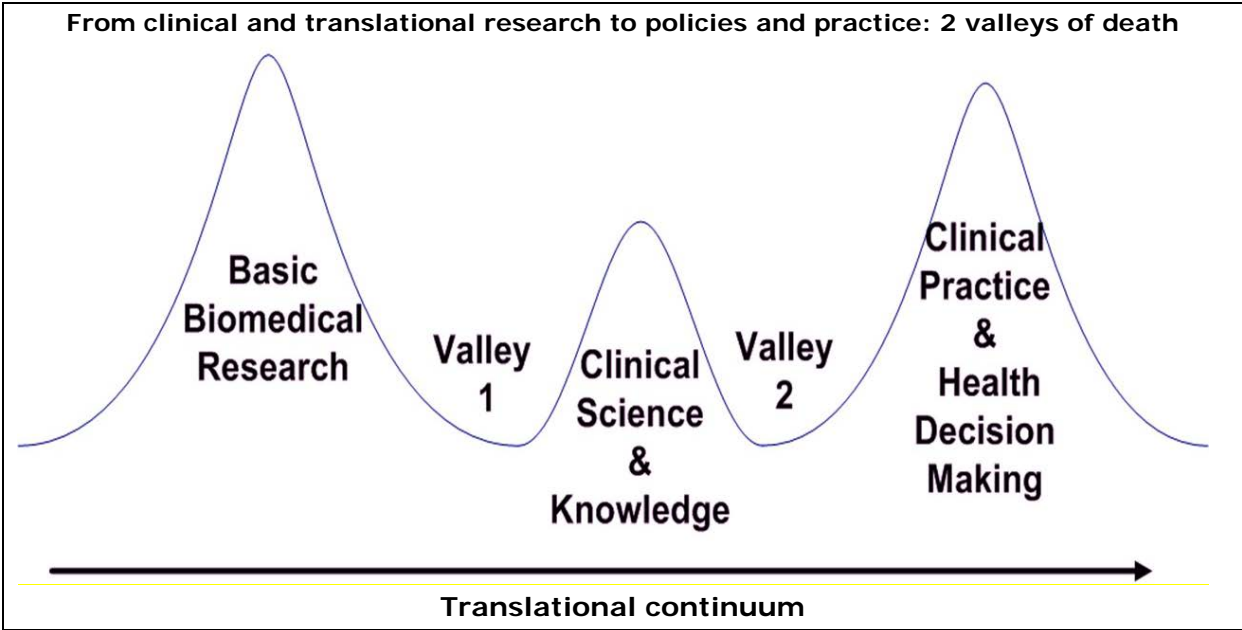 From clinical and translational research to policies and practice: 2 valleys of death
Basic
Biomedical
Research
Valley
1
Clinical
Science
&
Knowledge
Valley
2
Clinical
Practice
&
Health
Decision
Making
Translational continuum